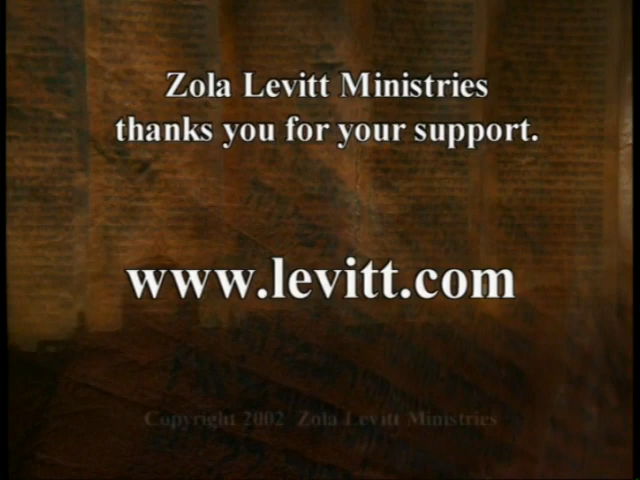 Zola Levitt Ministries
thanks you for your support.
www.levitt.com
Copyright 2002 Zola Levitt Ministries